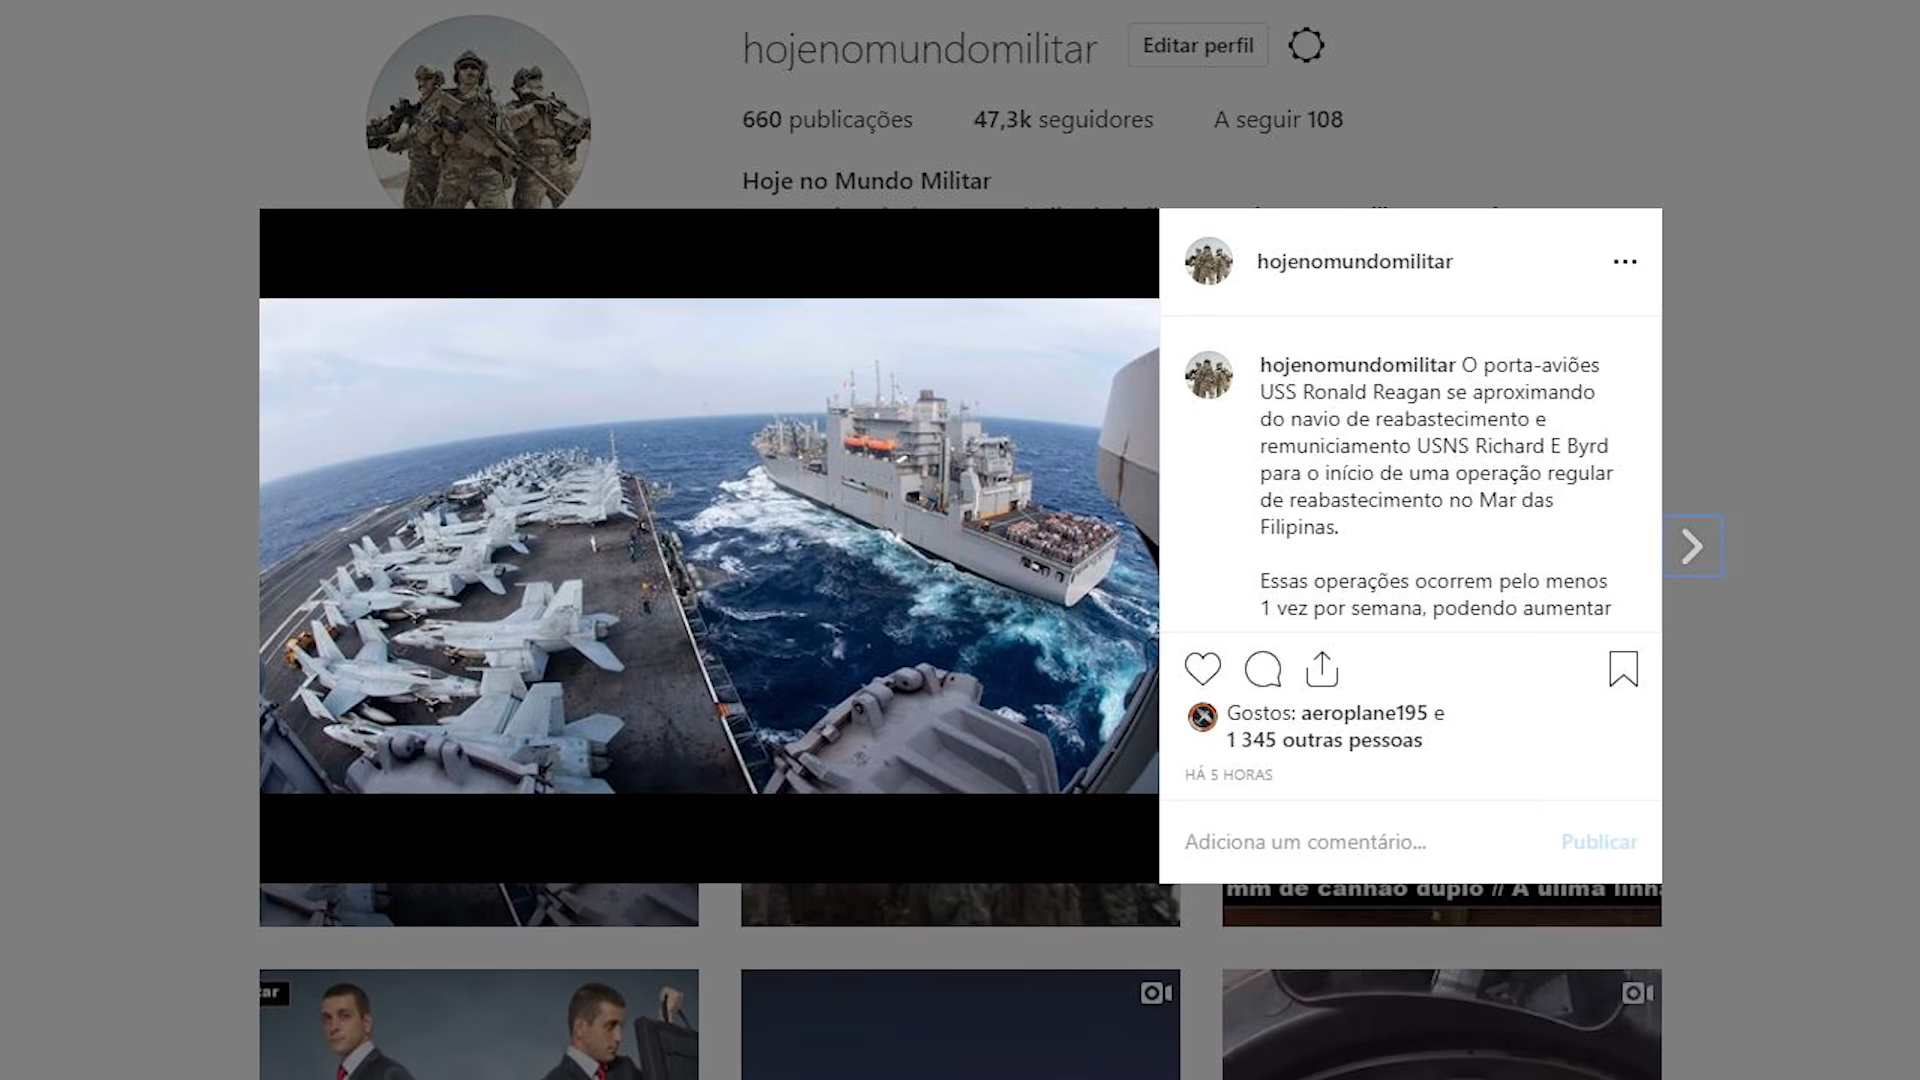 hojenomundomilitar Editar perfil
660 publicações 47,3k seguidores A seguir 108
Hoje no Mundo Militar
hojenomundomilitar
hojenomundomilitar O porta-aviões
USS Ronald Reagan se aproximando
do navio de reabastecimento e
remuniciamento USNS Richard E Byrd
para o início de uma operação regular
de reabastecimento no Mar das
Filipinas.
Essas operações ocorrem pelo menos
1 vez por semana, podendo aumentar
Gostos: aeroplane195 e
1 345 outras pessoas
HÁ 5 HORAS
Adiciona um comentário... Publicar
mm de canhão duplo // A úlima linh